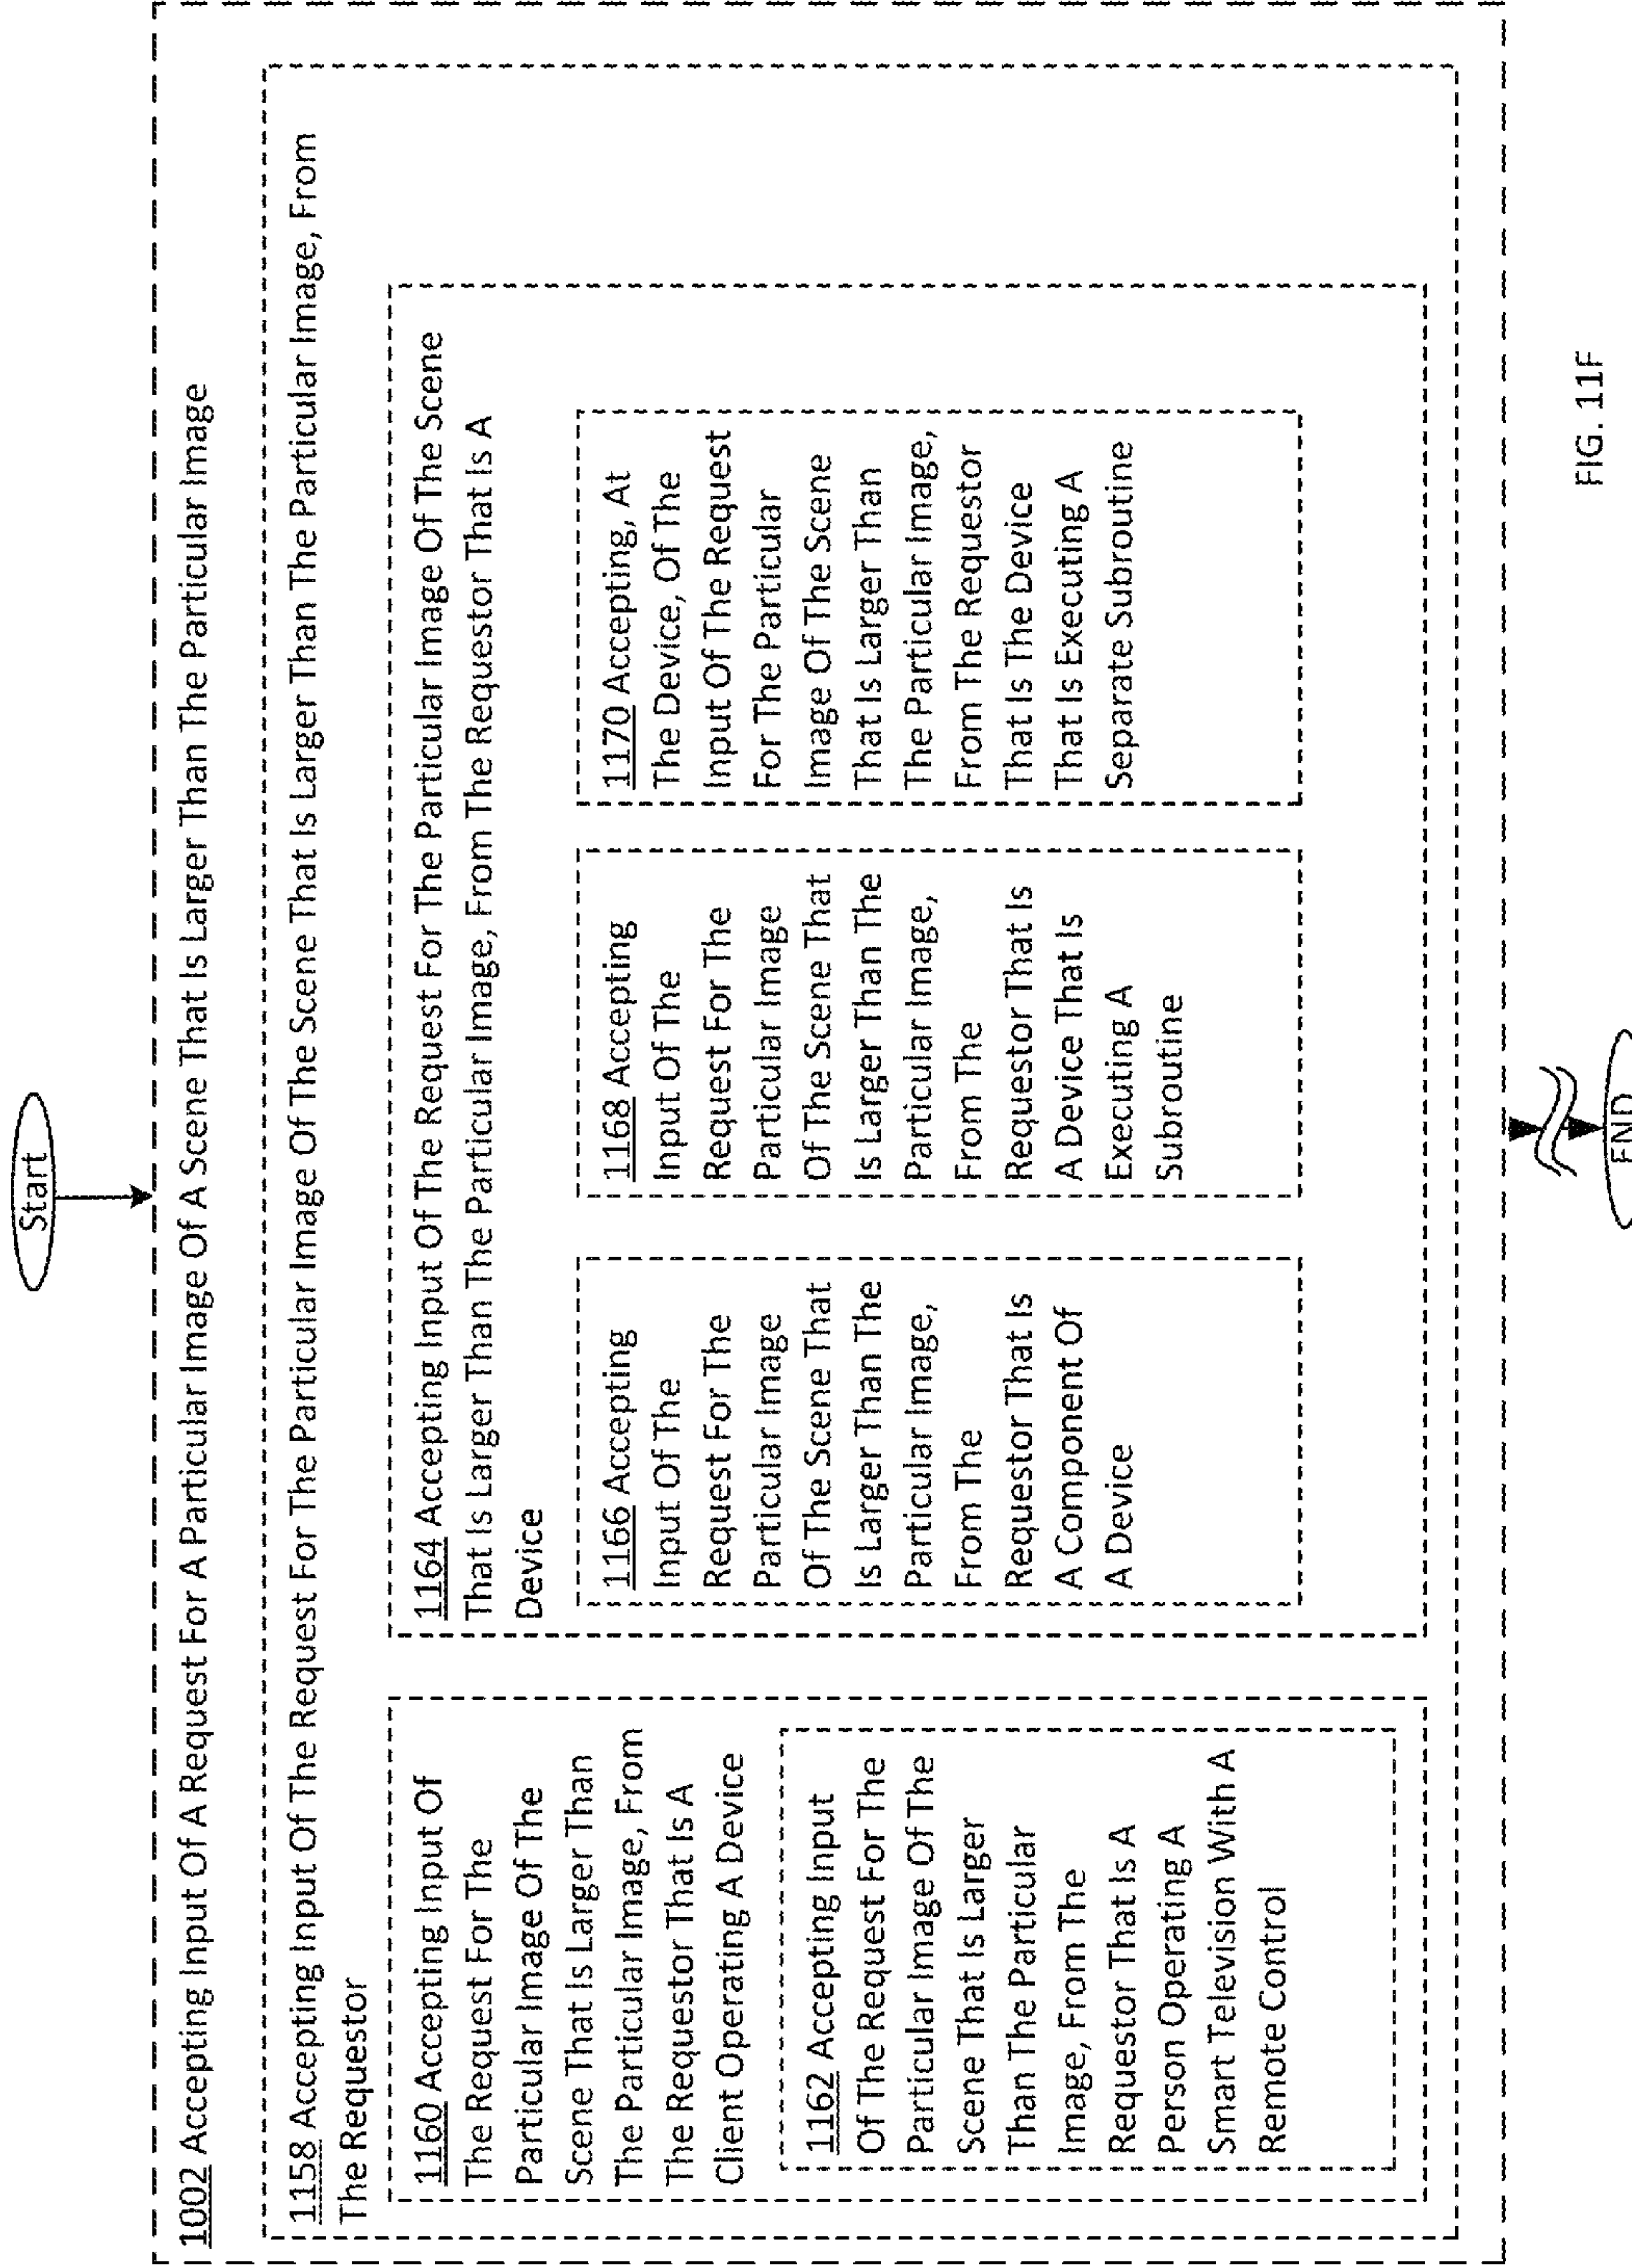 Start
1002 Accepting Input Of A Request For A Particular Image Of A Scene That Is Larger Than The Particular Image
1158 Accepting Input Of The Request For The Particular Image Of The Scene That Is Larger Than The Particular Image, From
The Requestor
1160 Accepting Input Of
The Request For The
Particular Image Of The
Scene That Is Larger Than
The Particular Image, From
The Requestor That Is A
Client Operating A Device
1162 Accepting Input
Of The Request For The
Particular Image Of The
Scene That Is Larger
Than The Particular
Image, From The
Requestor That Is A
Person Operating A
Smart Television With A
Remote Control
1164 Accepting Input Of The Request For The Particular Image Of The Scene
That Is Larger Than The Particular Image, From The Requestor That Is A
Device
1166 Accepting
Input Of The
Request For The
Particular Image
Of The Scene That
Is Larger Than The
Particular Image,
From The
Requestor That Is
A Component Of
A Device
1168 Accepting
Input Of The
Request For The
Particular Image
Of The Scene That
Is Larger Than The
Particular Image,
From The
Requestor That Is
A Device That Is
Executing A
Subroutine
1170 Accepting, At
The Device, Of The
Input Of The Request
For The Particular
Image Of The Scene
That Is Larger Than
The Particular Image,
From The Requestor
That Is The Device
That Is Executing A
Separate Subroutine
END
FIG. 11F